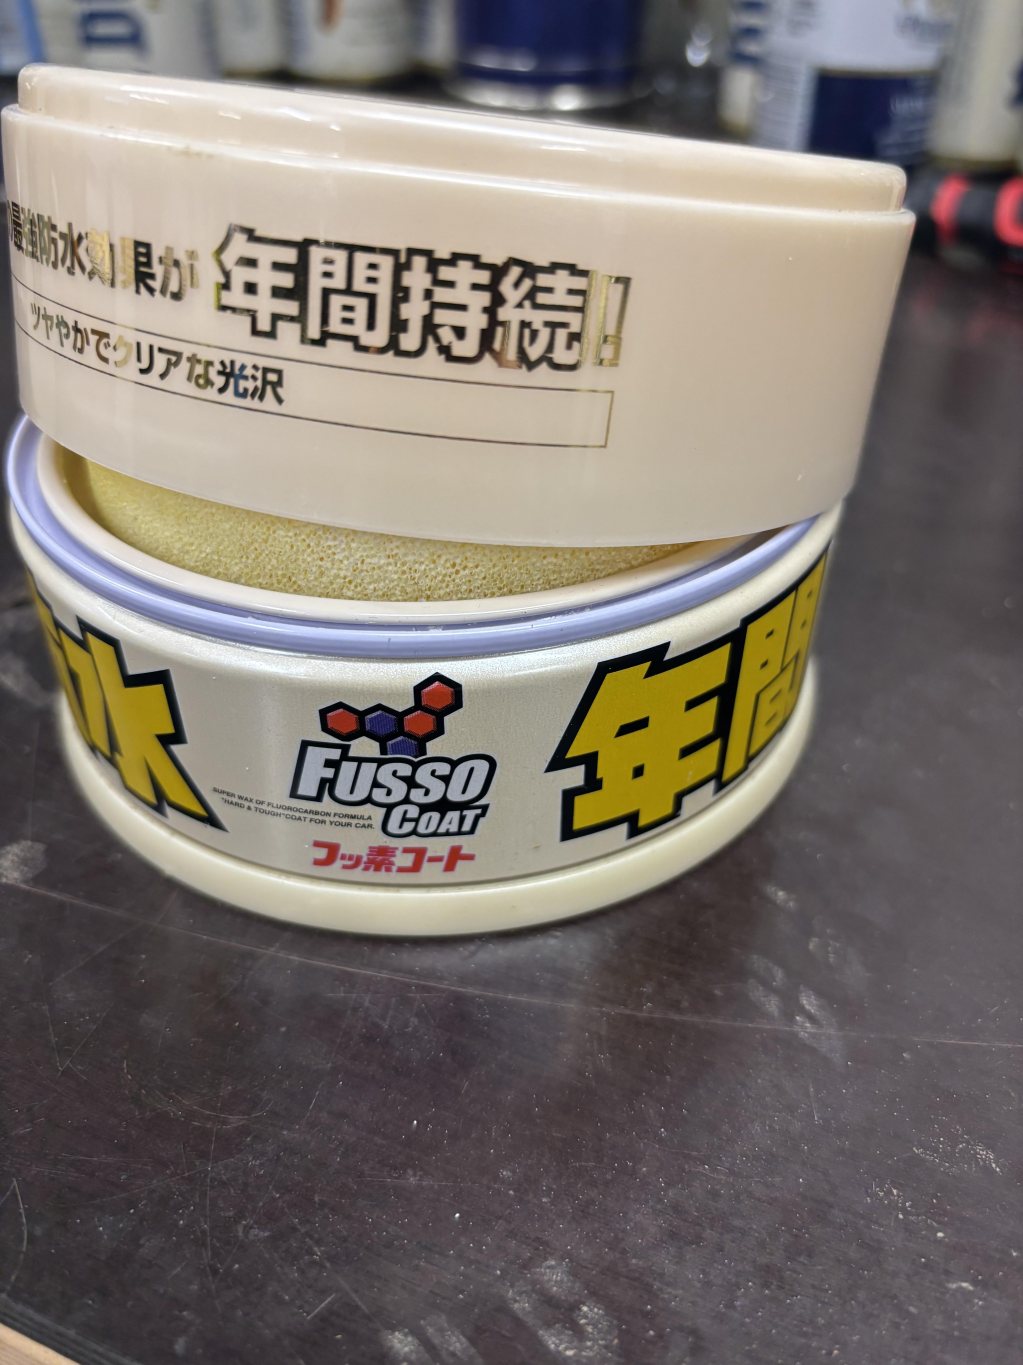 最強防水効果が 年間持続!!
ツヤやかでクリアな光沢
水
FUSSO
COAT
SUPER WAX OF FLUOROCARBON FORMULA
"HARD & TOUGH" COAT FOR YOUR CAR.
フッ素コート
年間